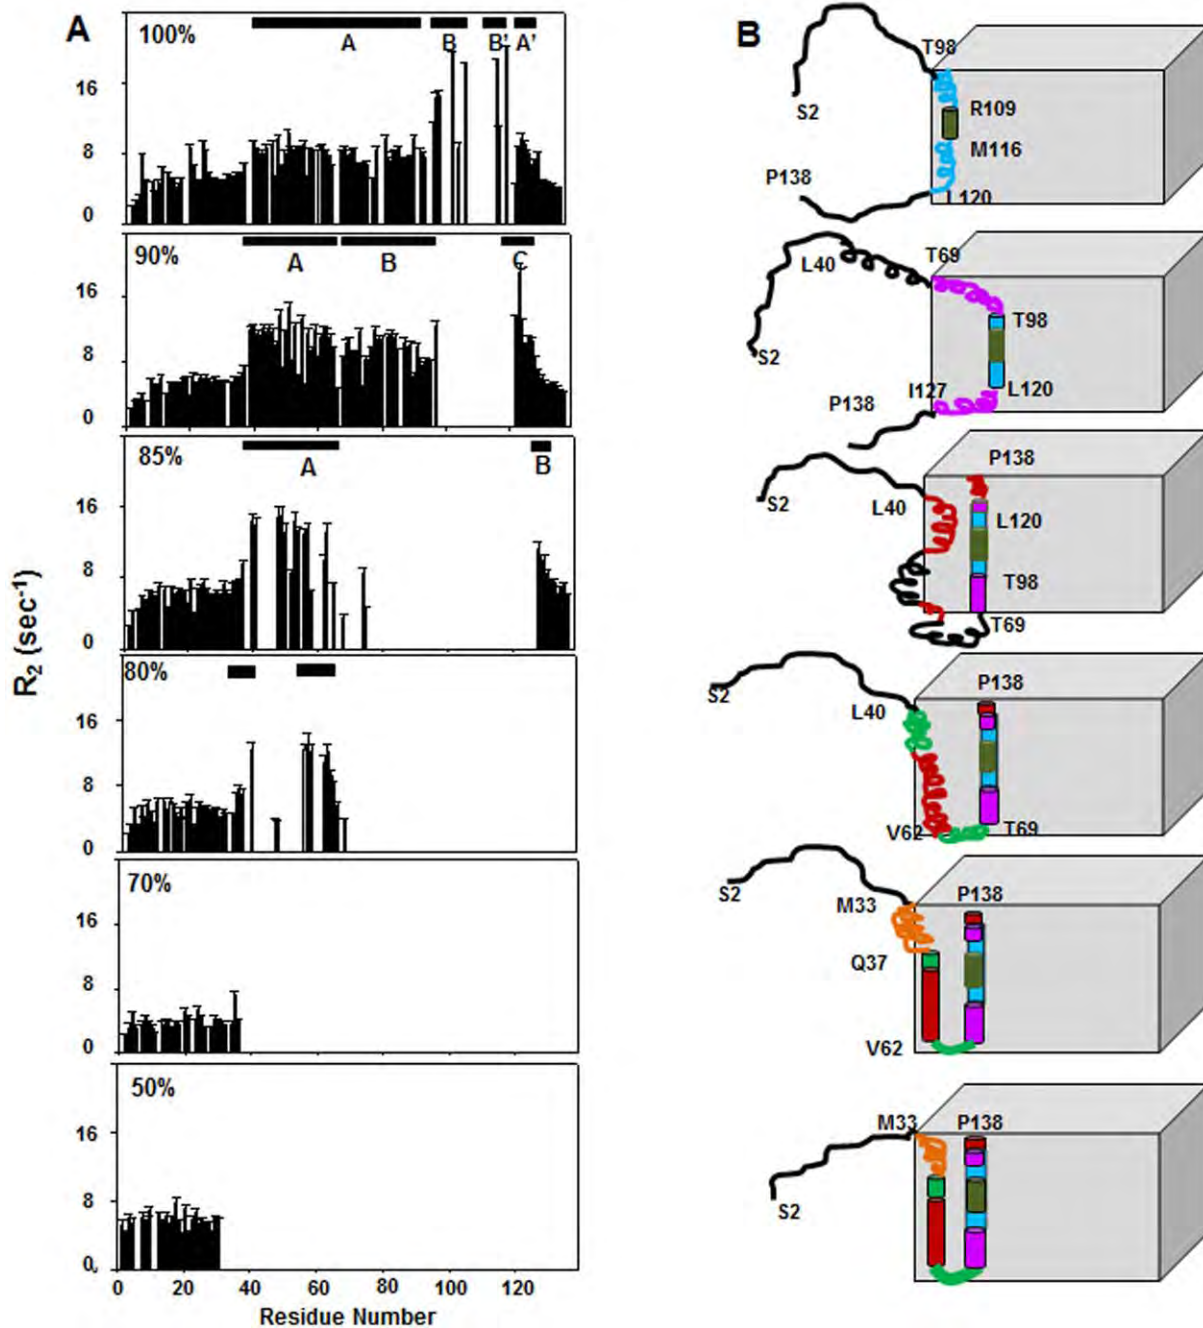 A
100%
A B B' A'
16
8
0
90%
A B C
16
8
0
85%
A B
16
8
0
80%
16
8
0
70%
16
8
0
50%
16
8
0
0 20 40 60 80 100 120
Residue Number
R₂ (sec⁻¹)
B
T98
S2
R109
M116
P138
L120
L40
T69
T98
S2
I127
L120
P138
P138
S2
L40
L120
T98
T69
S2
P138
L40
V62
T69
S2
M33
P138
Q37
V62
M33
P138
S2